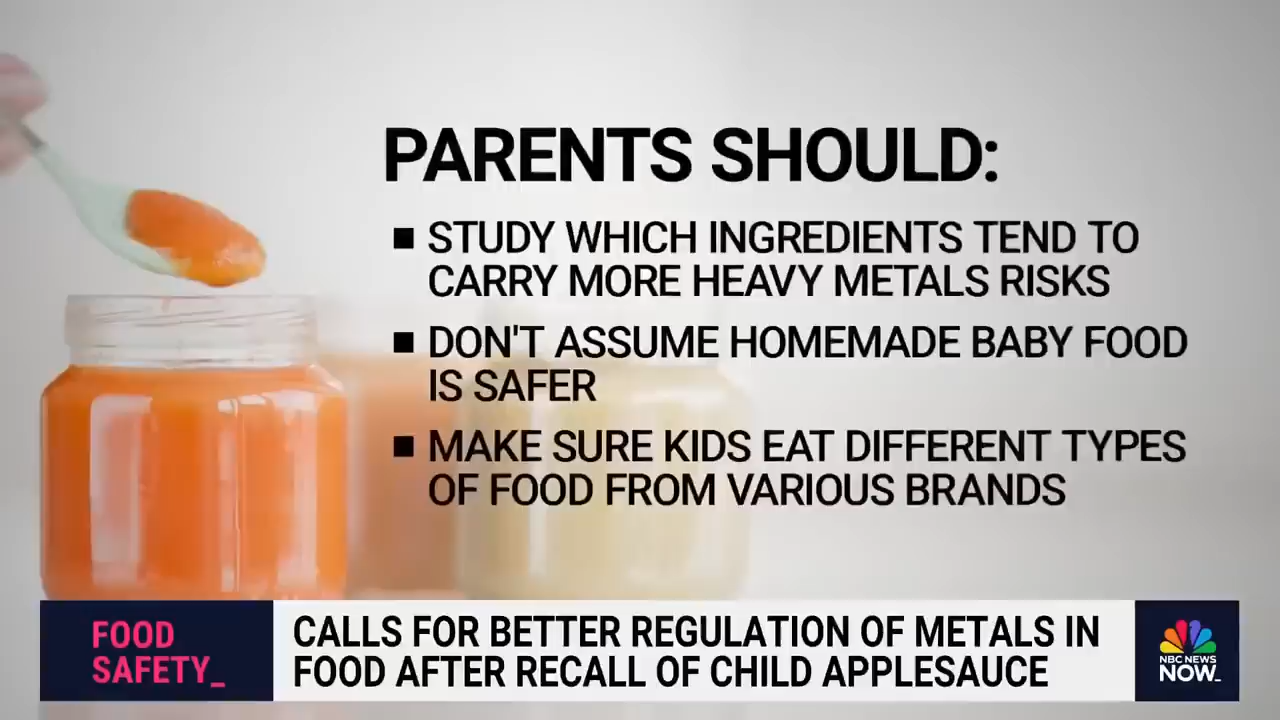 PARENTS SHOULD:
▪ STUDY WHICH INGREDIENTS TEND TO
CARRY MORE HEAVY METALS RISKS
▪ DON'T ASSUME HOMEMADE BABY FOOD
IS SAFER
▪ MAKE SURE KIDS EAT DIFFERENT TYPES
OF FOOD FROM VARIOUS BRANDS
FOOD
SAFETY_
CALLS FOR BETTER REGULATION OF METALS IN
FOOD AFTER RECALL OF CHILD APPLESAUCE
NBC NEWS
NOW_